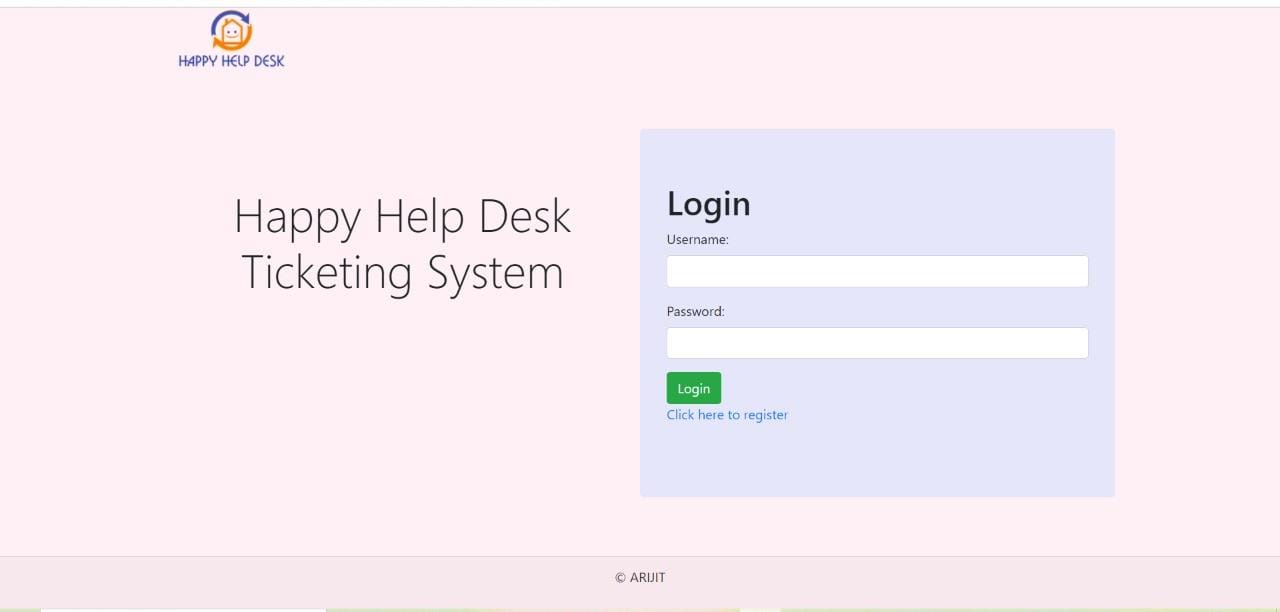 HAPPY HELP DESK
Happy Help Desk
Ticketing System
Login
Username:
Password:
Login
Click here to register
© ARIJIT